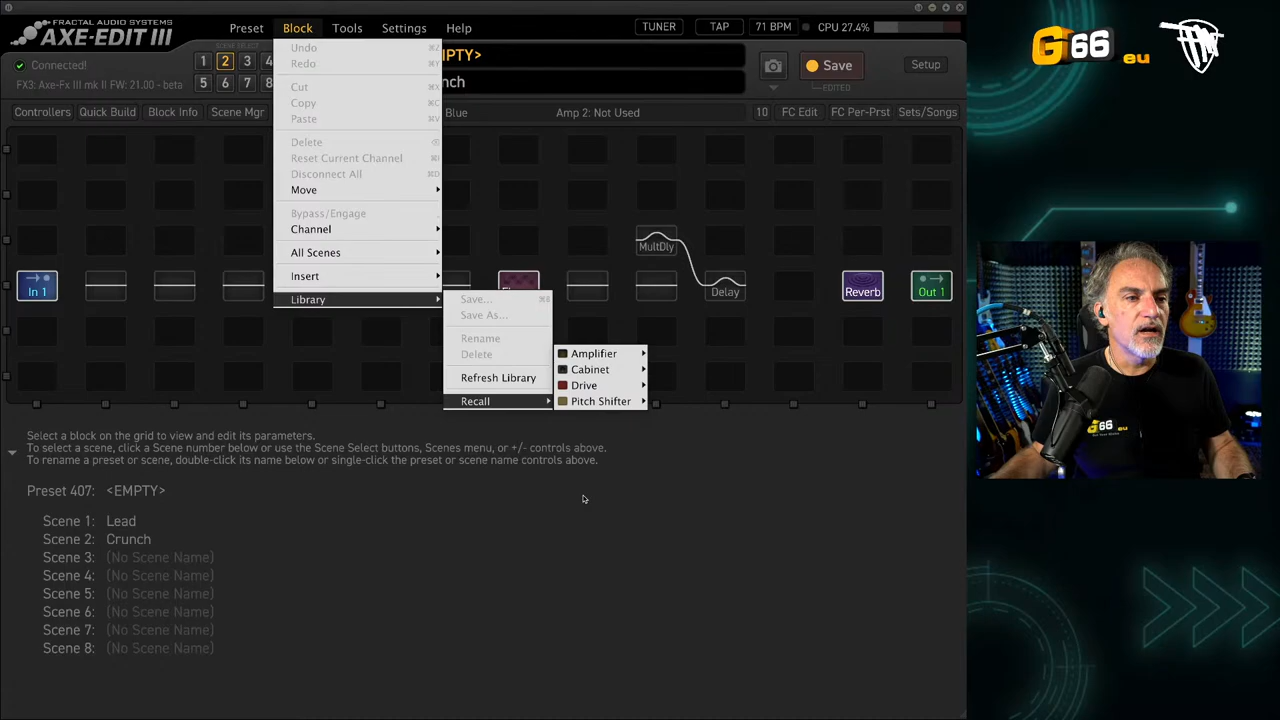 FRACTAL AUDIO SYSTEMS
AXE-EDIT III
Preset
Block
Tools
Settings
Help
TUNER
TAP
71 BPM
CPU 27.4%
Connected!
FX3: Axe-Fx III mk II FW: 21.00 - beta
SCENE SELECT
1 2 3 4
5 6 7 8
PTY>
nch
Save
EDITED
Setup
Controllers
Quick Build
Block Info
Scene Mgr
Blue
Amp 2: Not Used
10
FC Edit
FC Per-Prst
Sets/Songs
Undo ⌘Z
Redo
Cut ⌘X
Copy ⌘C
Paste ⌘V
Delete
Reset Current Channel
Disconnect All ⌘D
Move
Bypass/Engage
Channel
All Scenes
Insert
Library
Save...
Save As...
Rename
Delete
Refresh Library
Recall
Amplifier
Cabinet
Drive
Pitch Shifter
In 1
MultDly
Delay
Reverb
Out 1
Select a block on the grid to view and edit its parameters.
To select a scene, click a Scene number below or use the Scene Select buttons, Scenes menu, or +/- controls above.
To rename a preset or scene, double-click its name below or single-click the preset or scene name controls above.
Preset 407: <EMPTY>
Scene 1: Lead
Scene 2: Crunch
Scene 3: (No Scene Name)
Scene 4: (No Scene Name)
Scene 5: (No Scene Name)
Scene 6: (No Scene Name)
Scene 7: (No Scene Name)
Scene 8: (No Scene Name)
G66 eu
G66